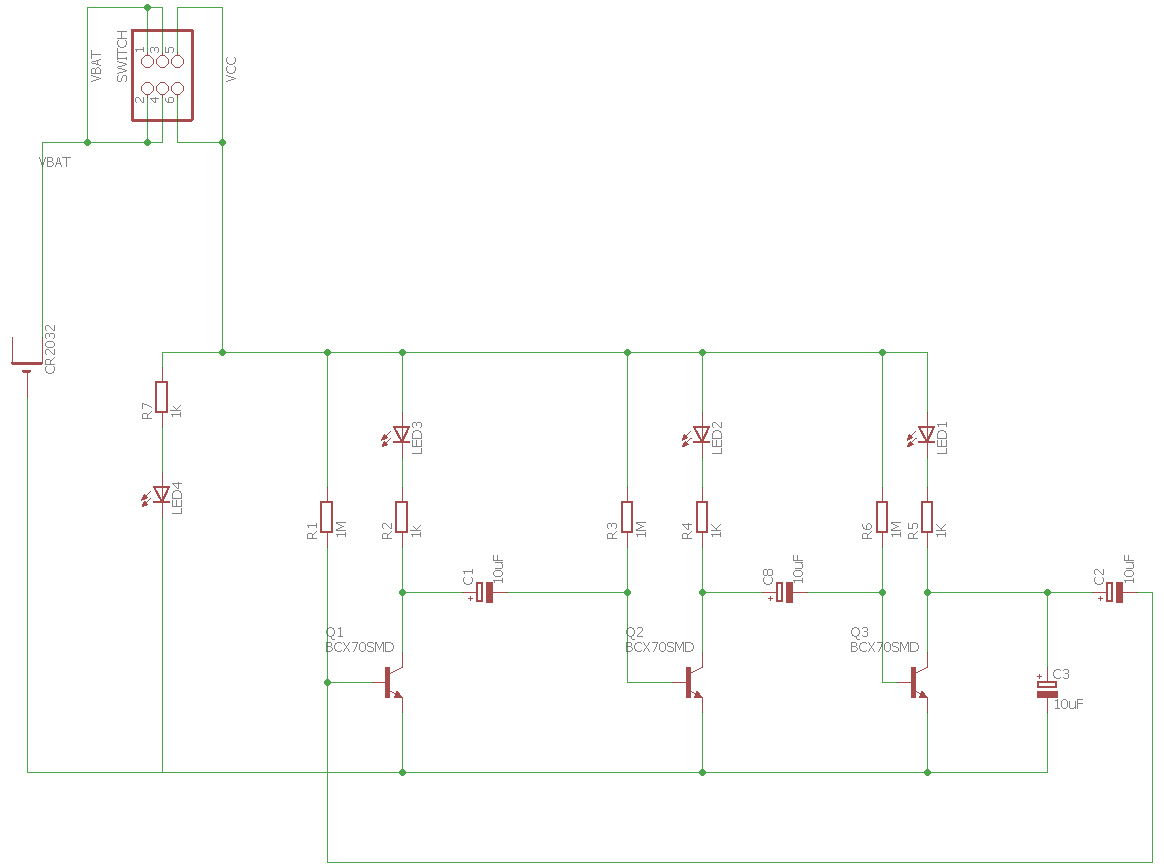 VBAT
SWITCH
1
3
5
2
4
6
VCC
VBAT
CR2032
R7
1K
LED4
LED3
LED2
LED1
R1
1M
R2
1K
R3
1M
R4
1K
R6
1M
R5
1K
C1
10uF
+
C8
10uF
+
C2
10uF
+
Q1
BCX70SMD
Q2
BCX70SMD
Q3
BCX70SMD
C3
+
10uF